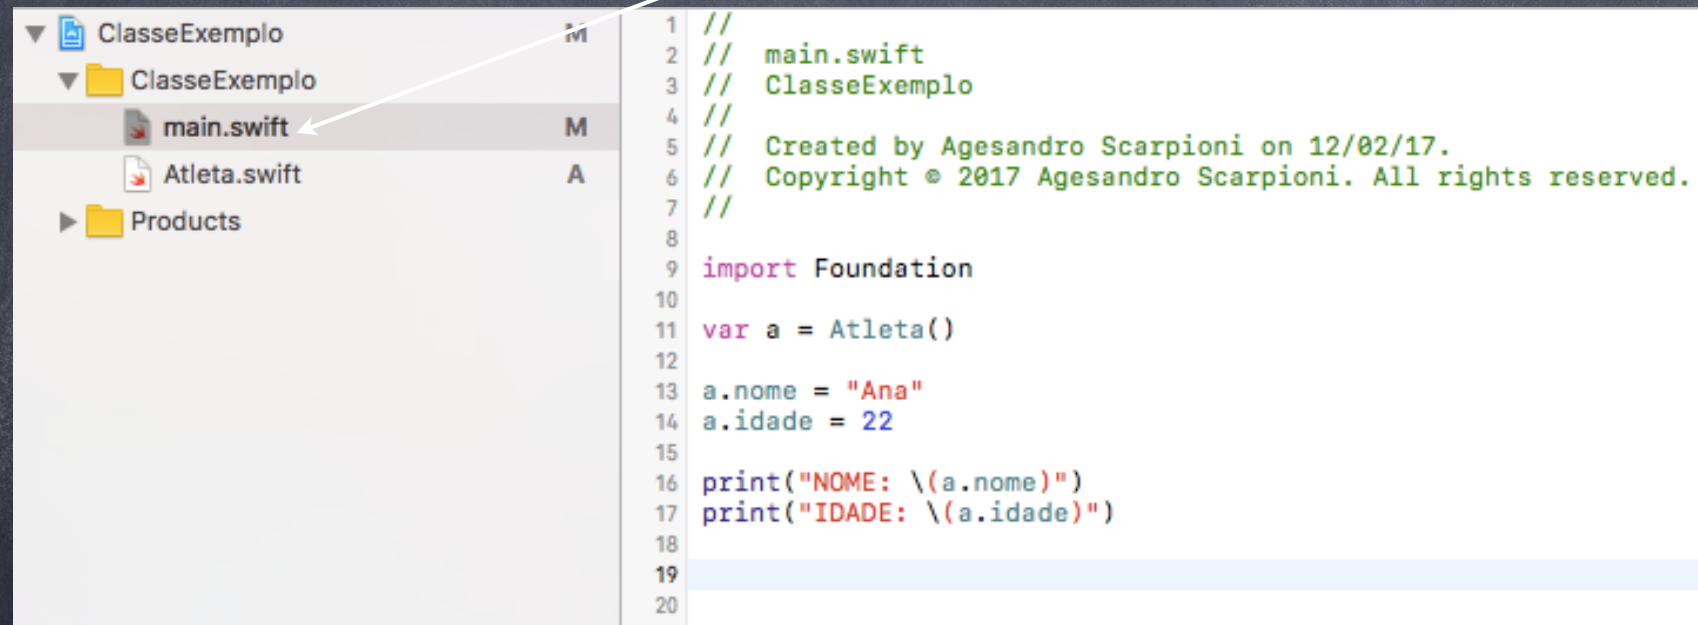 ClasseExemplo M
ClasseExemplo
main.swift M
Atleta.swift A
Products
1 //
2 //  main.swift
3 //  ClasseExemplo
4 //
5 //  Created by Agesandro Scarpioni on 12/02/17.
6 //  Copyright © 2017 Agesandro Scarpioni. All rights reserved.
7 //
8
9 import Foundation
10
11 var a = Atleta()
12
13 a.nome = "Ana"
14 a.idade = 22
15
16 print("NOME: \(a.nome)")
17 print("IDADE: \(a.idade)")
18
19
20